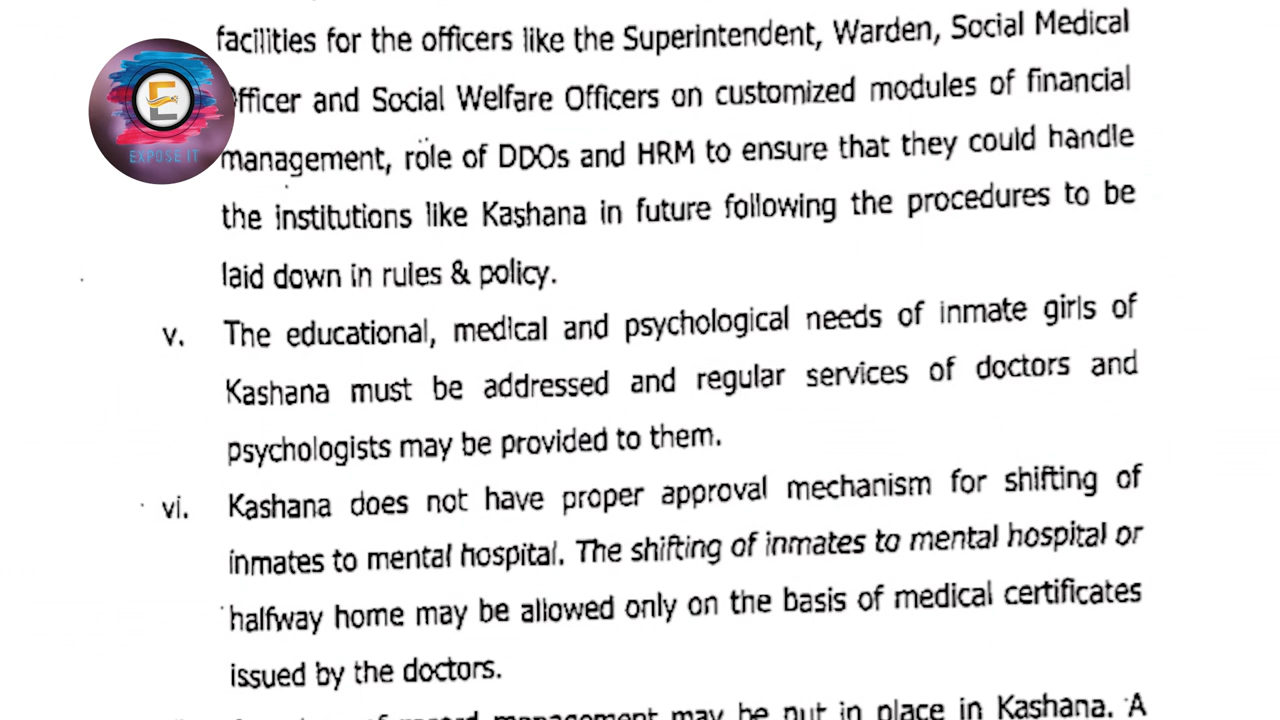 facilities for the officers like the Superintendent, Warden, Social Medical
Officer and Social Welfare Officers on customized modules of financial
EXPOSE IT
management, role of DDOs and HRM to ensure that they could handle
the institutions like Kashana in future following the procedures to be
laid down in rules & policy.
v. The educational, medical and psychological needs of inmate girls of
Kashana must be addressed and regular services of doctors and
psychologists may be provided to them.
vi. Kashana does not have proper approval mechanism for shifting of
inmates to mental hospital. The shifting of inmates to mental hospital or
halfway home may be allowed only on the basis of medical certificates
issued by the doctors.
of record management may be put in place in Kashana. A